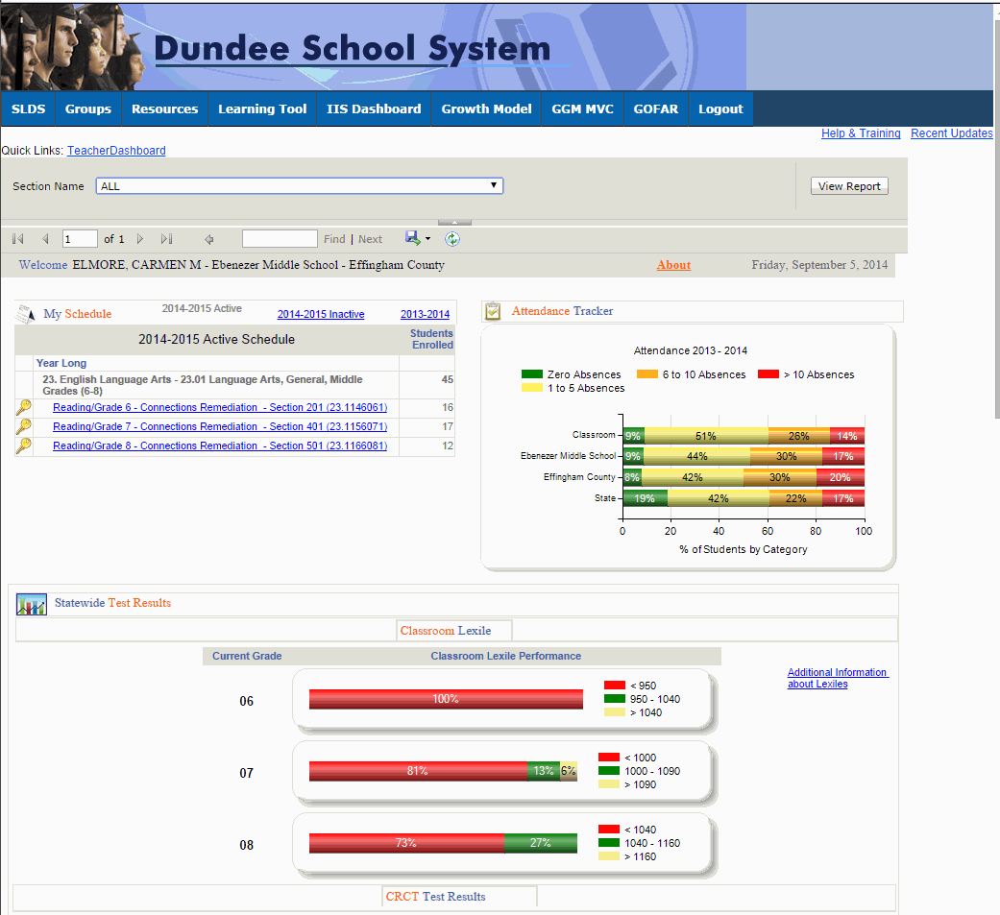 Dundee School System
SLDS Groups Resources Learning Tool IIS Dashboard Growth Model GGM MVC GOFAR Logout
Help & Training Recent Updates
Quick Links: TeacherDashboard
Section Name ALL View Report
1 of 1 Find | Next
Welcome ELMORE, CARMEN M - Ebenezer Middle School - Effingham County About Friday, September 5, 2014
My Schedule 2014-2015 Active 2014-2015 Inactive 2013-2014
2014-2015 Active Schedule Students Enrolled
Year Long
23. English Language Arts - 23.01 Language Arts, General, Middle 45
Grades (6-8)
Reading/Grade 6 - Connections Remediation - Section 201 (23.1146061) 16
Reading/Grade 7 - Connections Remediation - Section 401 (23.1156071) 17
Reading/Grade 8 - Connections Remediation - Section 501 (23.1166081) 12
Attendance Tracker
Attendance 2013 - 2014
Zero Absences 6 to 10 Absences > 10 Absences
1 to 5 Absences
Classroom 9% 51% 26% 14%
Ebenezer Middle School 9% 44% 30% 17%
Effingham County 8% 42% 30% 20%
State 19% 42% 22% 17%
0 20 40 60 80 100
% of Students by Category
Statewide Test Results
Classroom Lexile
Current Grade Classroom Lexile Performance
Additional Information
about Lexiles
06 100%
< 950
950 - 1040
> 1040
07 81% 13% 6%
< 1000
1000 - 1090
> 1090
08 73% 27%
< 1040
1040 - 1160
> 1160
CRCT Test Results